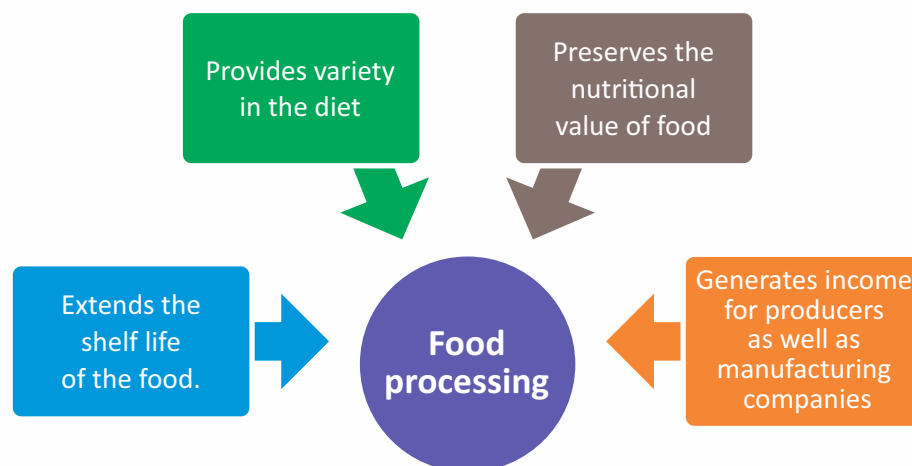 Provides variety
in the diet
Preserves the
nutritional
value of food
Extends the
shelf life
of the food.
Food
processing
Generates income
for producers
as well as
manufacturing
companies